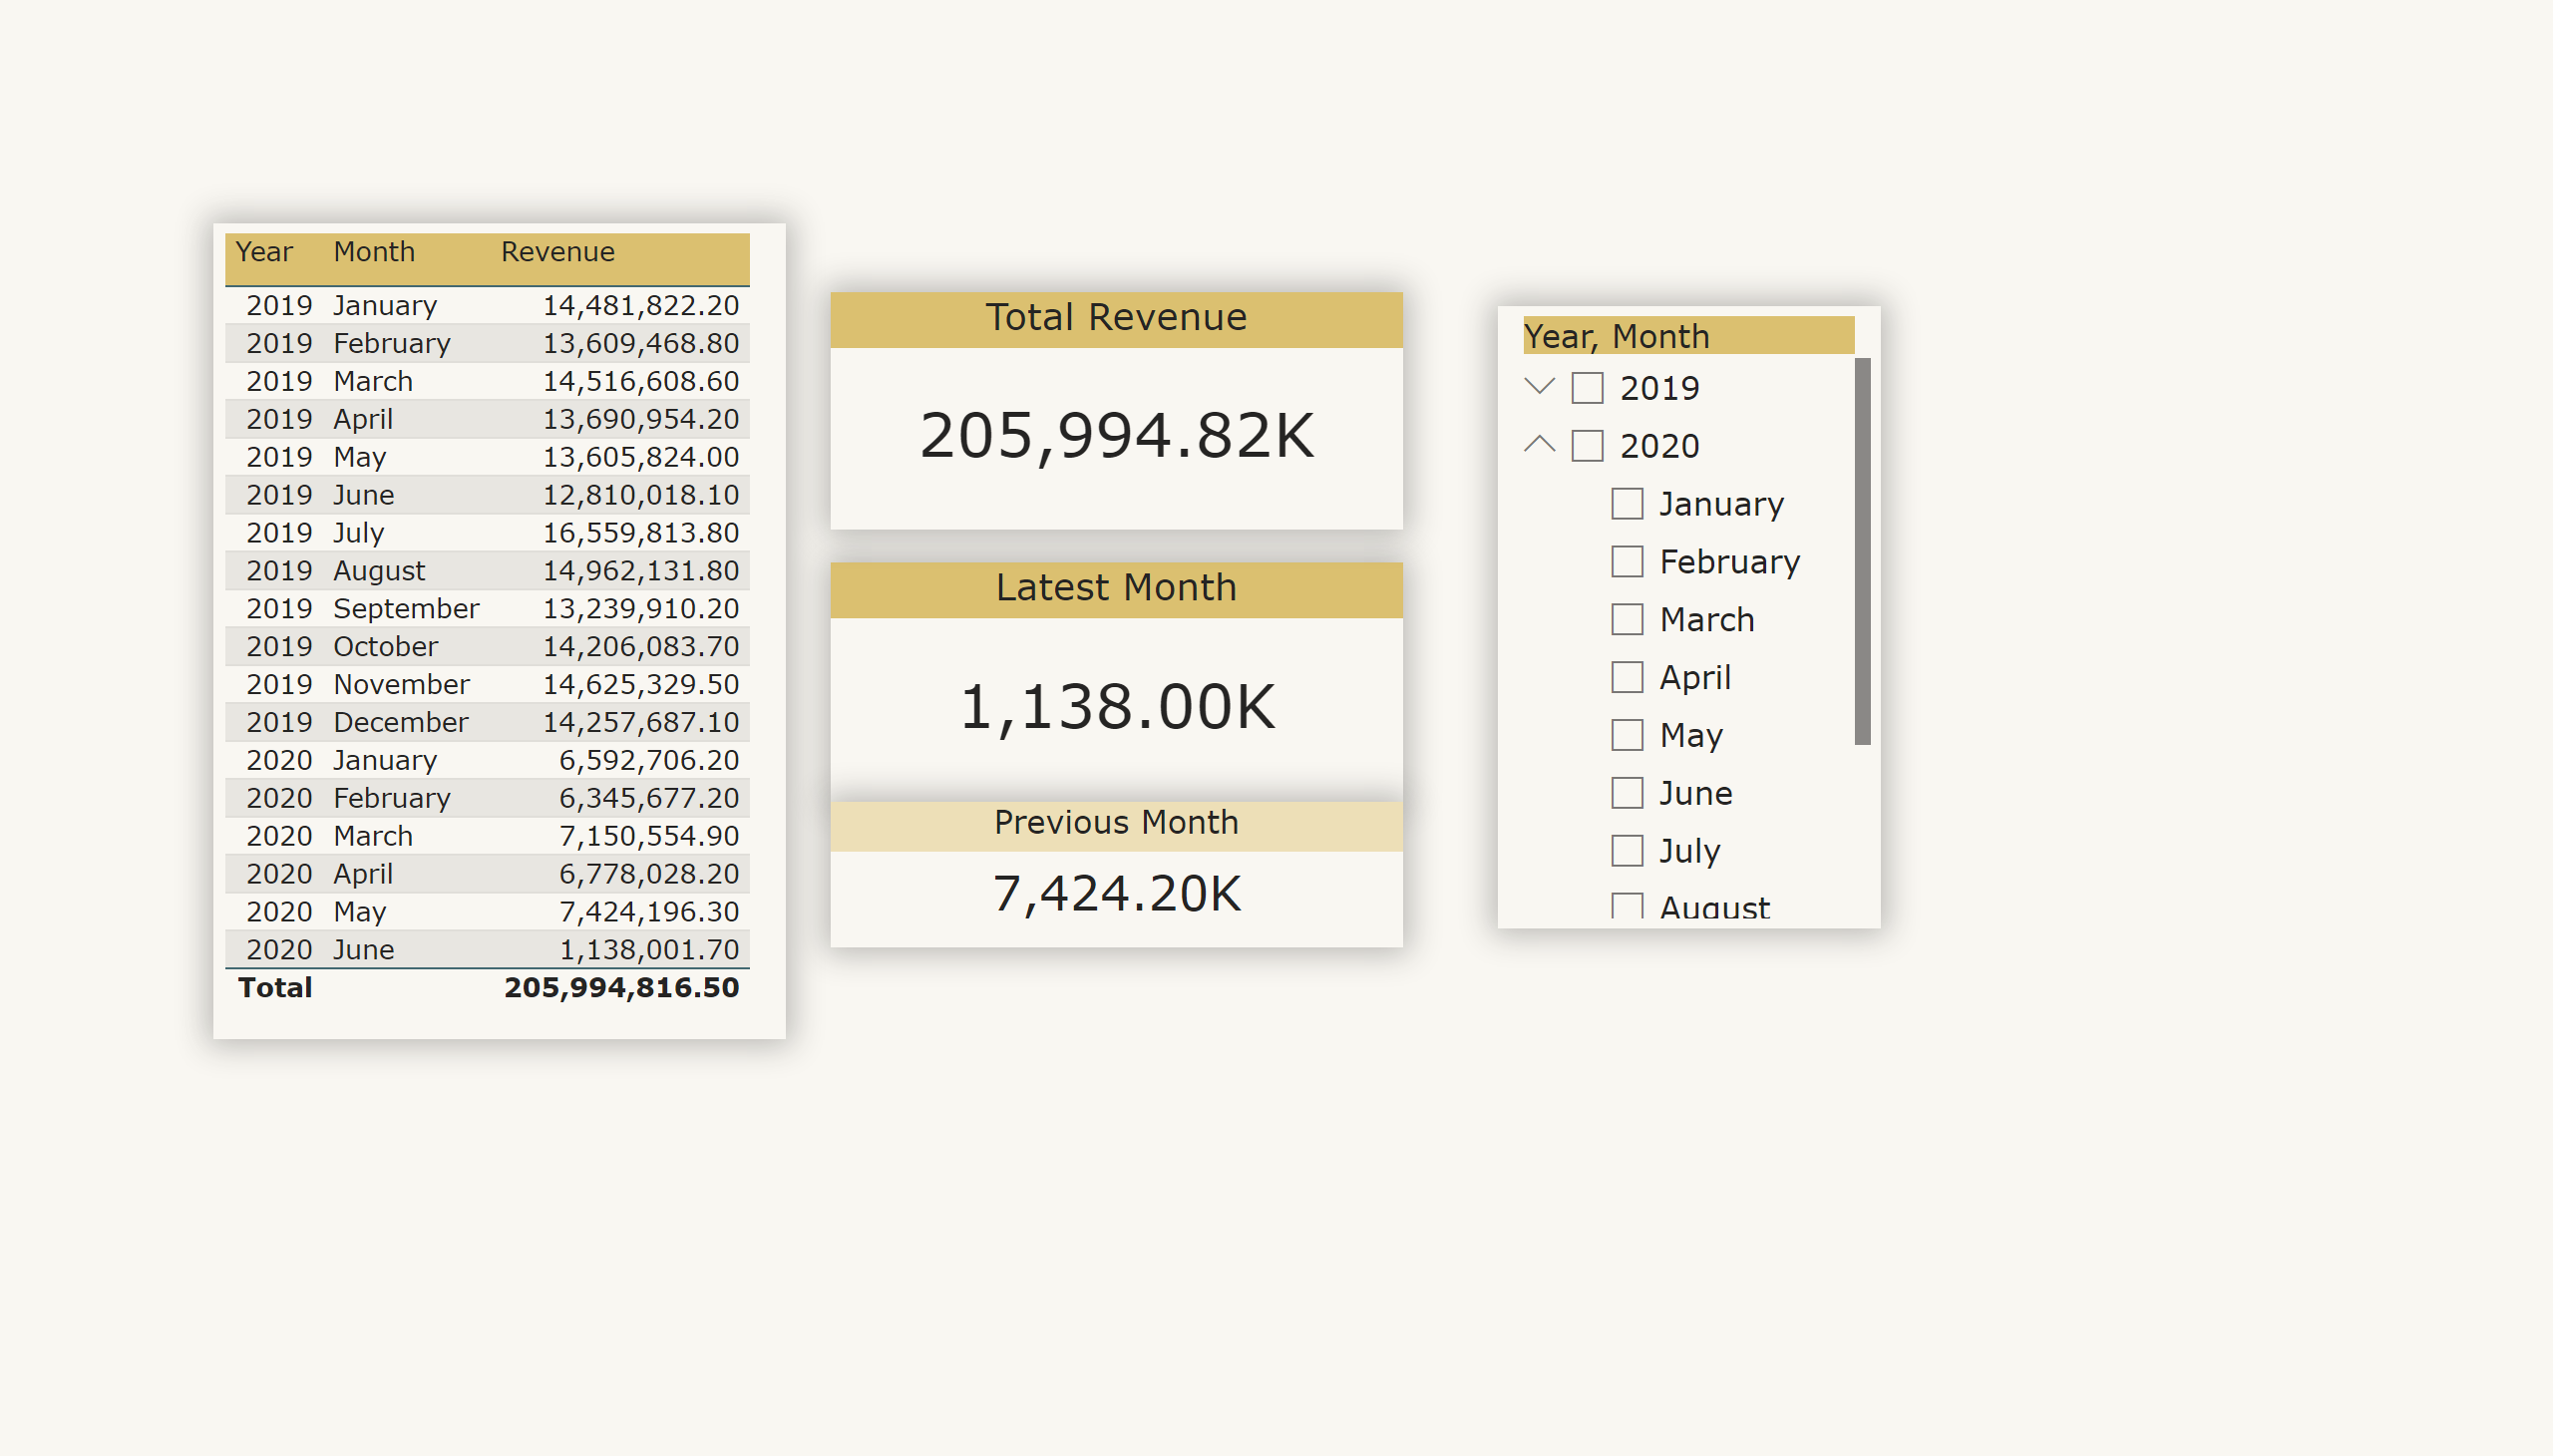 Year Month Revenue
2019 January 14,481,822.20
2019 February 13,609,468.80
2019 March 14,516,608.60
2019 April 13,690,954.20
2019 May 13,605,824.00
2019 June 12,810,018.10
2019 July 16,559,813.80
2019 August 14,962,131.80
2019 September 13,239,910.20
2019 October 14,206,083.70
2019 November 14,625,329.50
2019 December 14,257,687.10
2020 January 6,592,706.20
2020 February 6,345,677.20
2020 March 7,150,554.90
2020 April 6,778,028.20
2020 May 7,424,196.30
2020 June 1,138,001.70
Total 205,994,816.50
Total Revenue
205,994.82K
Latest Month
1,138.00K
Previous Month
7,424.20K
Year, Month
2019
2020
January
February
March
April
May
June
July
August